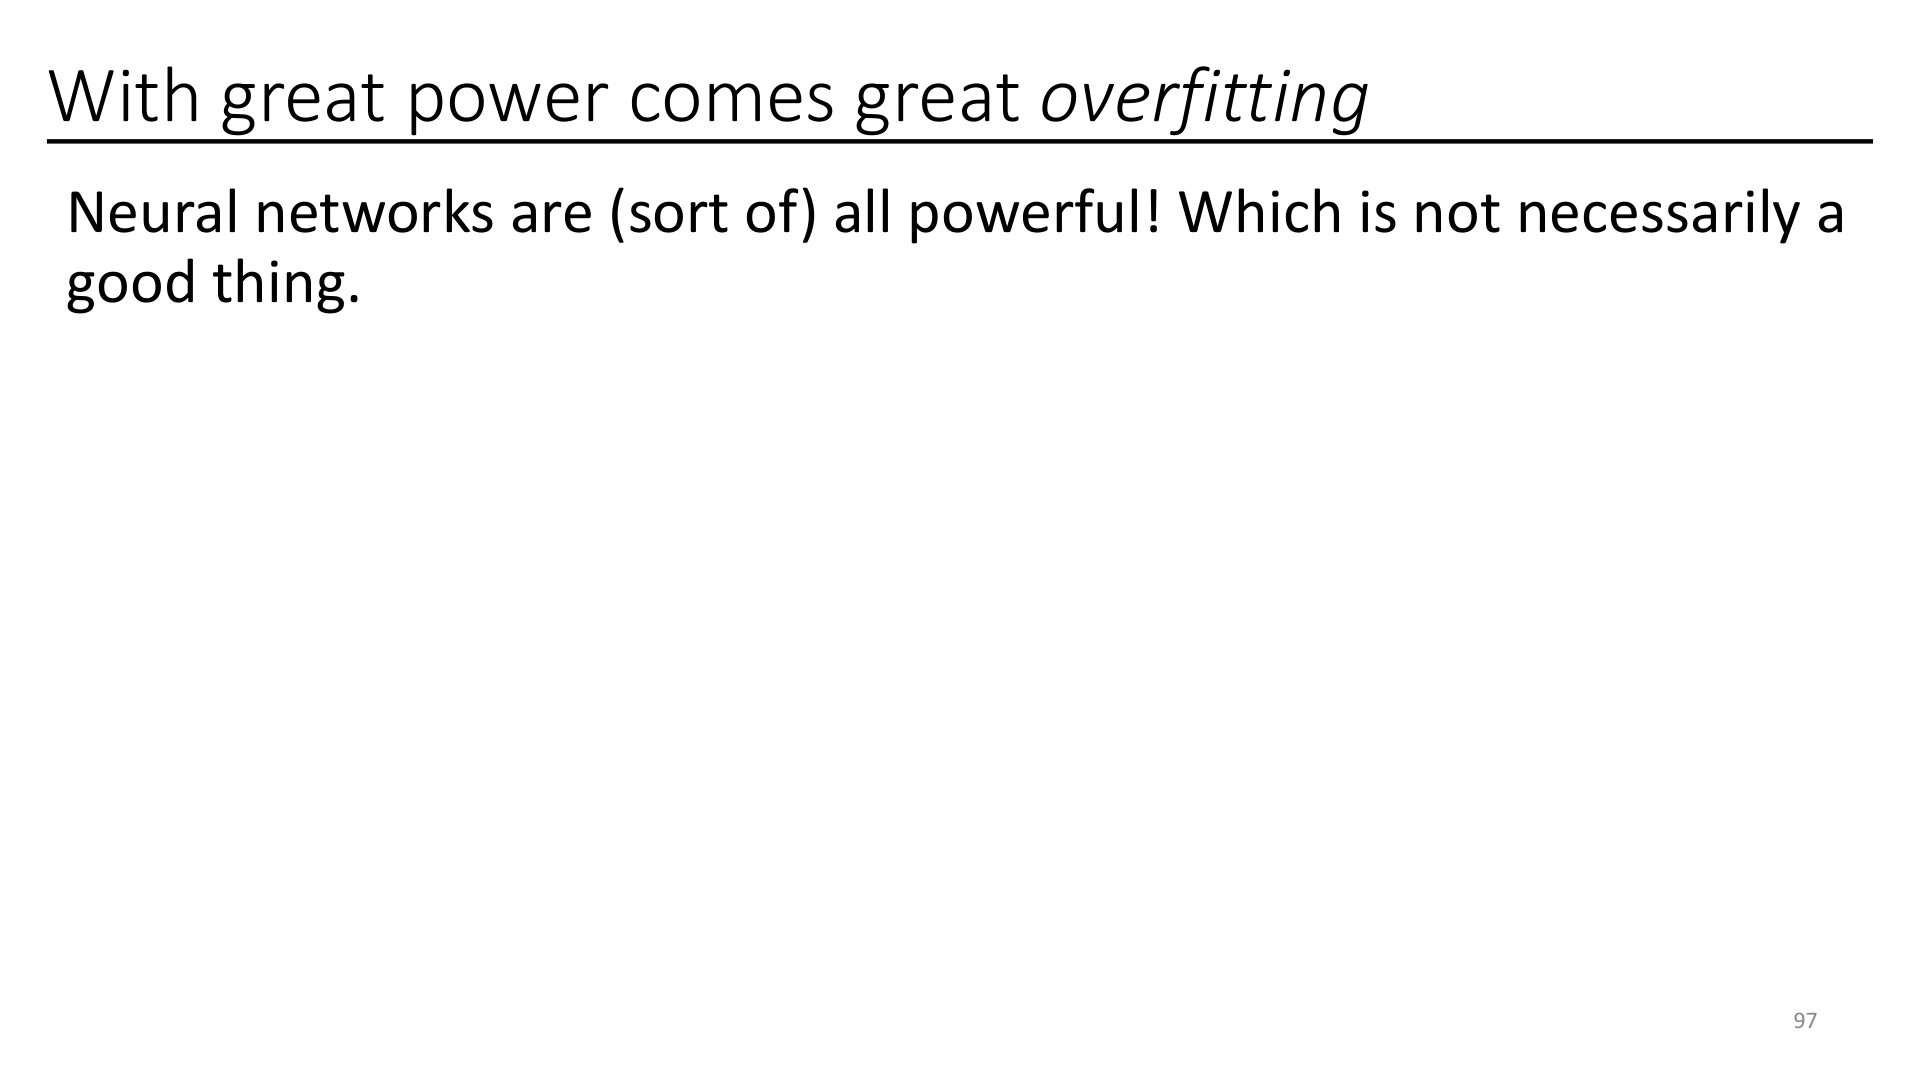 With great power comes great overfitting
Neural networks are (sort of) all powerful! Which is not necessarily a
good thing.
97